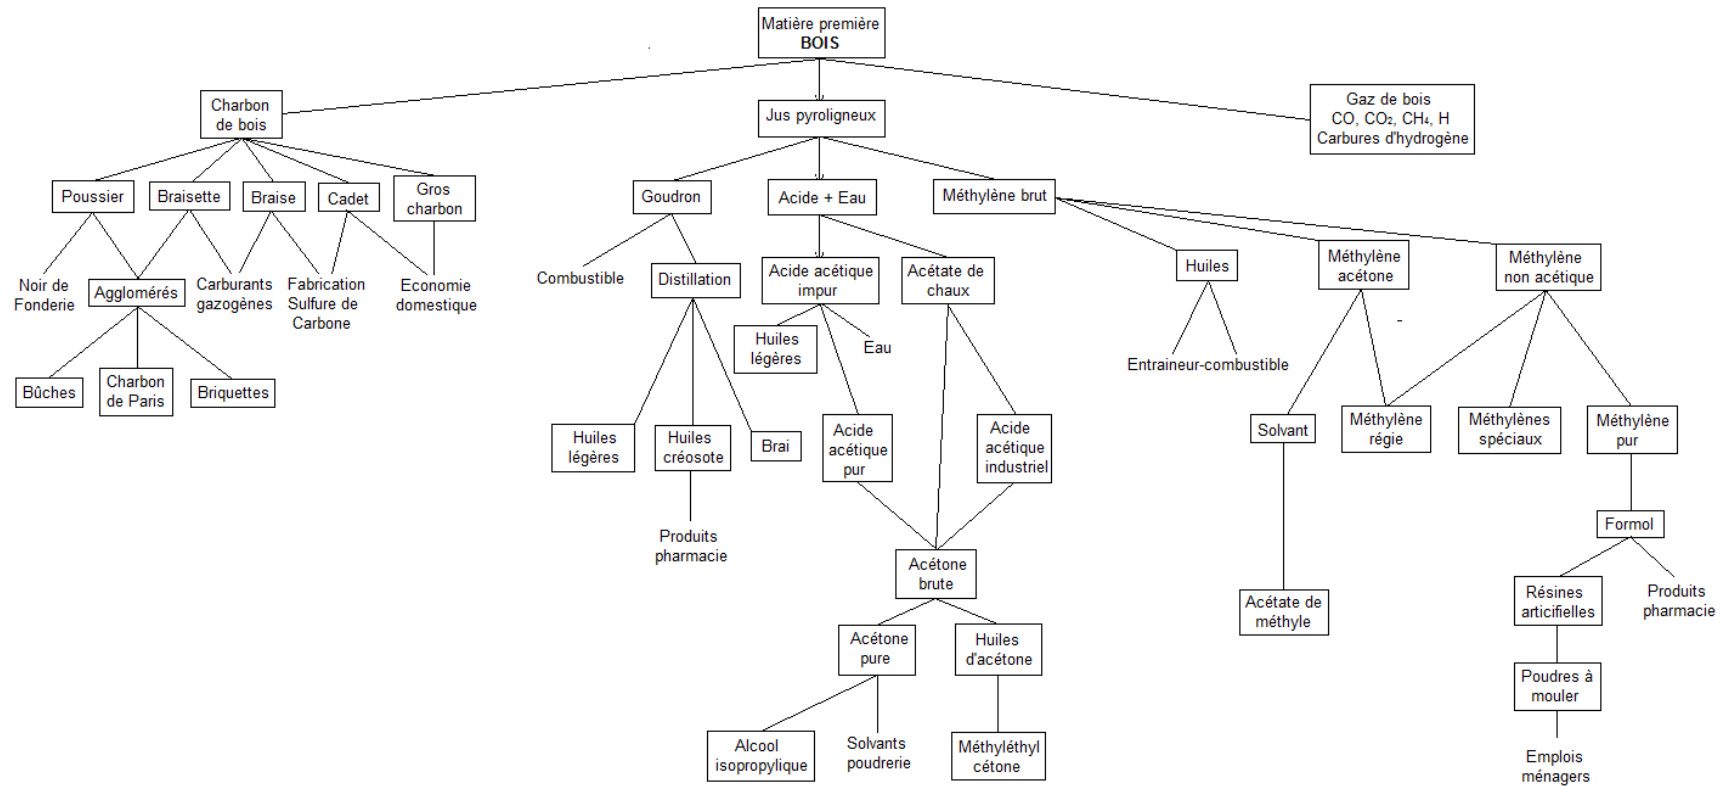 Matière première
BOIS
Charbon
de bois
Jus pyroligneux
Gaz de bois
CO, CO₂, CH₄, H
Carbures d'hydrogène
Poussier
Braisette
Braise
Cadet
Gros
charbon
Goudron
Acide + Eau
Méthylène brut
Noir de
Fonderie
Agglomérés
Carburants
gazogènes
Fabrication
Sulfure de
Carbone
Economie
domestique
Combustible
Distillation
Acide acétique
impur
Acétate de
chaux
Huiles
Méthylène
acétone
Méthylène
non acétique
Huiles
légères
Eau
Entraineur-combustible
Bûches
Charbon
de Paris
Briquettes
Huiles
légères
Huiles
créosote
Brai
Acide
acétique
pur
Acide
acétique
industriel
Solvant
Méthylène
régie
Méthylènes
spéciaux
Méthylène
pur
Produits
pharmacie
Formol
Acétone
brute
Acétate de
méthyle
Résines
articifielles
Produits
pharmacie
Acétone
pure
Huiles
d'acétone
Poudres à
mouler
Alcool
isopropylique
Solvants
poudrerie
Méthyléthyl
cétone
Emplois
ménagers